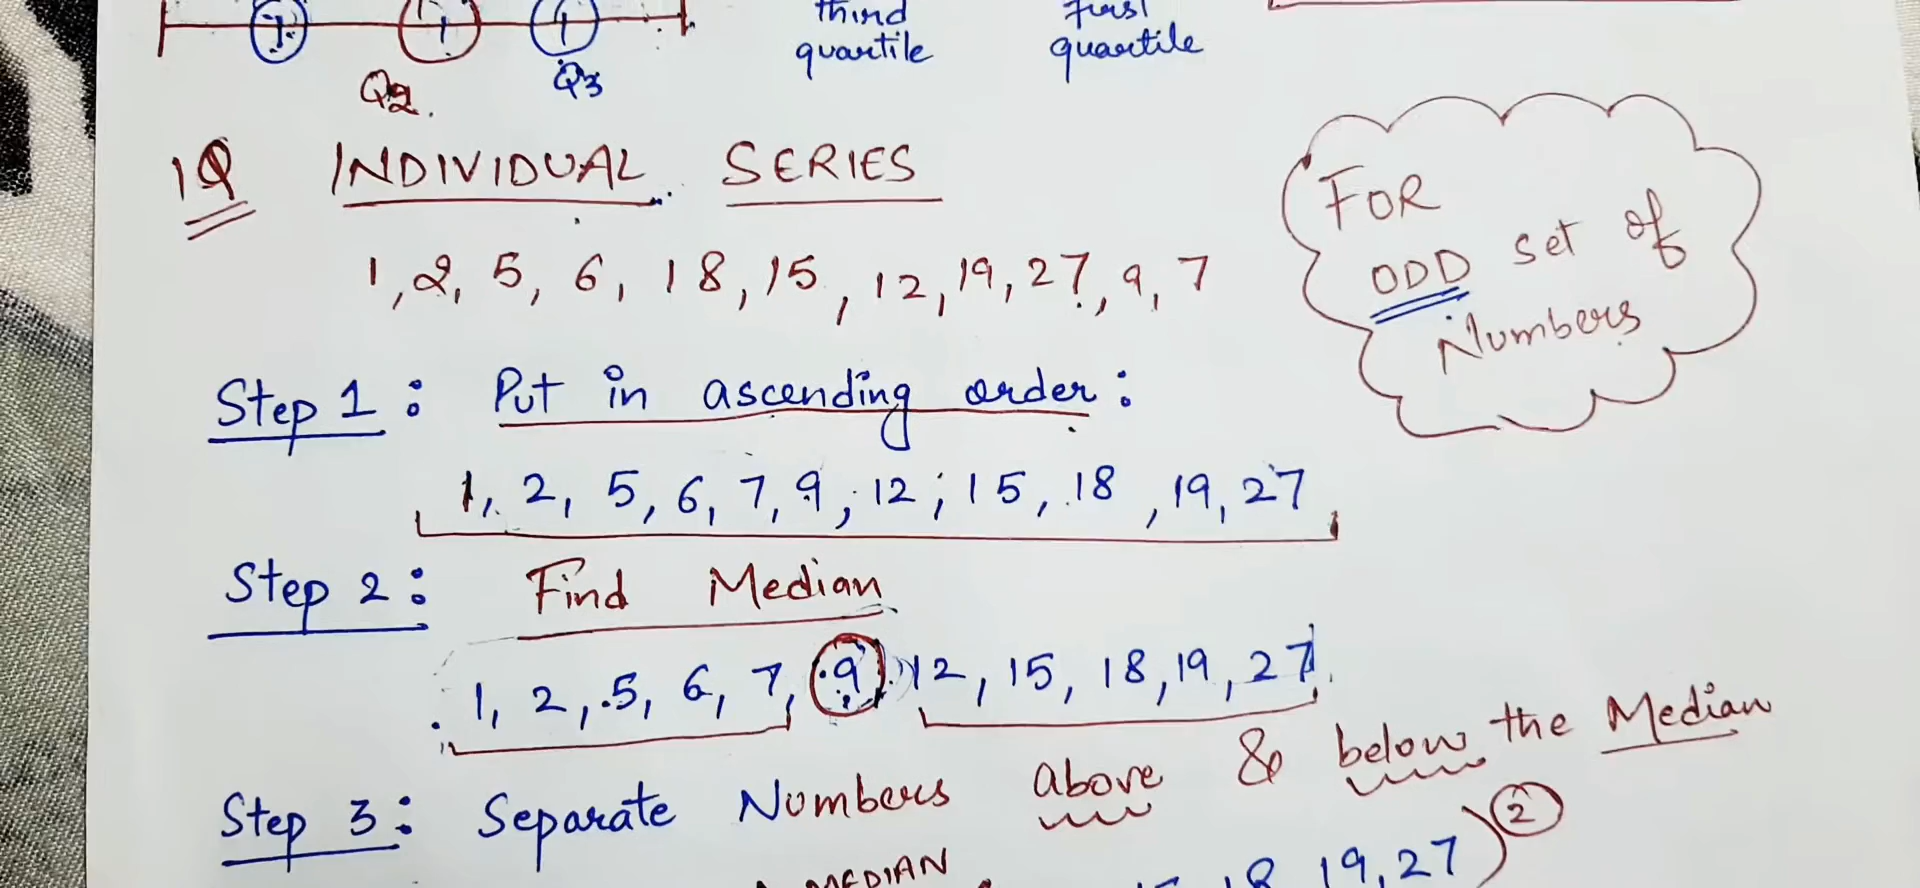 third first
quartile quartile
Q2. Q3
1Q INDIVIDUAL SERIES
1, 2, 5, 6, 18, 15, 12, 19, 27, 9, 7
FOR
ODD set of
Numbers
Step 1: Put in ascending order:
1, 2, 5, 6, 7, 9, 12, 15, 18, 19, 27
Step 2: Find Median
1, 2, 5, 6, 7, 9, 12, 15, 18, 19, 27
Step 3: Separate Numbers above & below the Median
MEDIAN 18, 19, 27 2